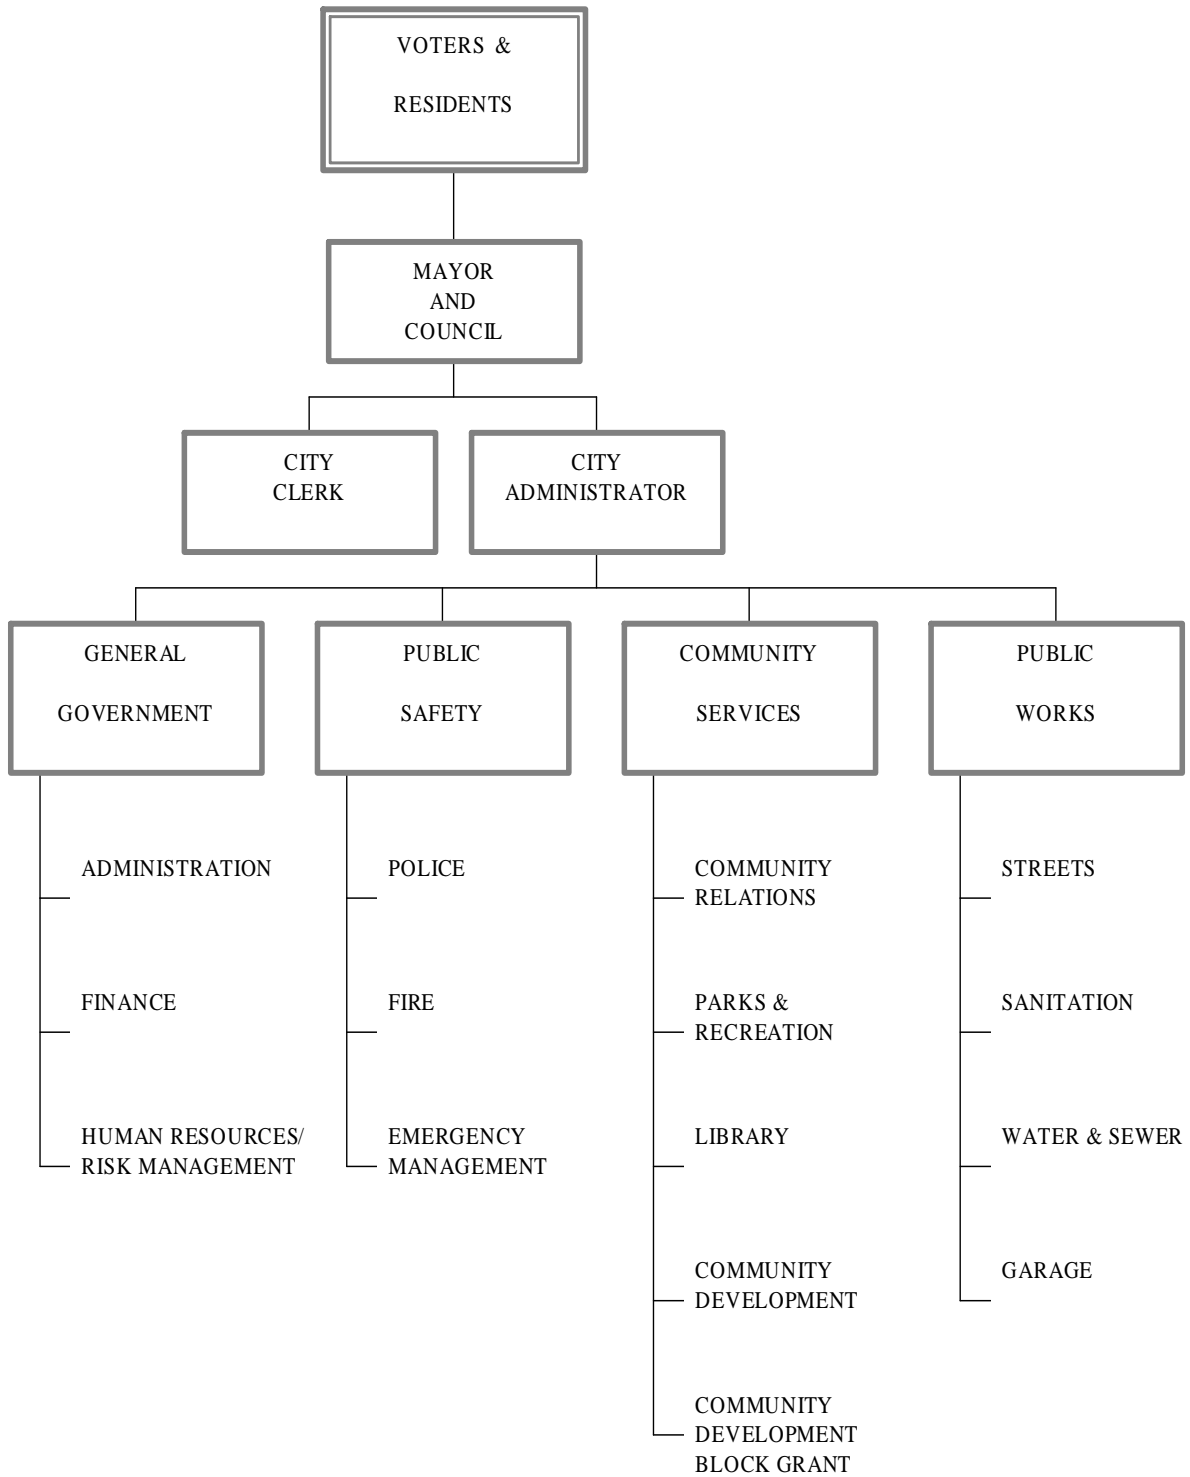 VOTERS &
RESIDENTS
MAYOR
AND
COUNCIL
CITY
CLERK
CITY
ADMINISTRATOR
GENERAL
GOVERNMENT
PUBLIC
SAFETY
COMMUNITY
SERVICES
PUBLIC
WORKS
ADMINISTRATION
FINANCE
HUMAN RESOURCES/
RISK MANAGEMENT
POLICE
FIRE
EMERGENCY
MANAGEMENT
COMMUNITY
RELATIONS
PARKS &
RECREATION
LIBRARY
COMMUNITY
DEVELOPMENT
COMMUNITY
DEVELOPMENT
BLOCK GRANT
STREETS
SANITATION
WATER & SEWER
GARAGE